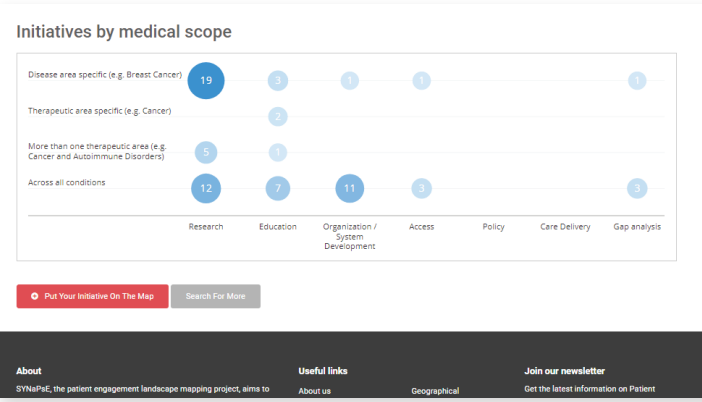 Initiatives by medical scope
Disease area specific (e.g. Breast Cancer)
19
3
1
1
1
Therapeutic area specific (e.g. Cancer)
2
More than one therapeutic area (e.g.
Cancer and Autoimmune Disorders)
5
1
Across all conditions
12
7
11
3
3
Research
Education
Organization /
System
Development
Access
Policy
Care Delivery
Gap analysis
Put Your Initiative On The Map
Search For More
About
SYNaPsE, the patient engagement landscape mapping project, aims to
Useful links
About us
Geographical
Join our newsletter
Get the latest information on Patient